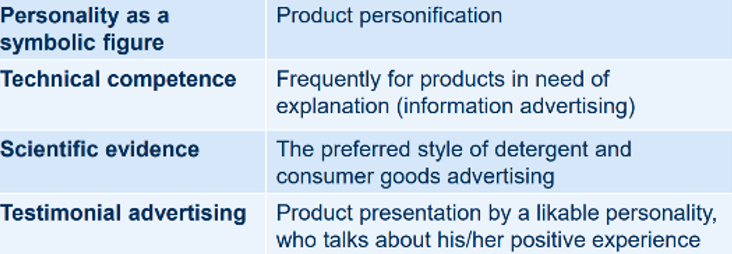 Personality as a Product personification
symbolic figure
Technical competence Frequently for products in need of
explanation (information advertising)
Scientific evidence The preferred style of detergent and
consumer goods advertising
Testimonial advertising Product presentation by a likable personality,
who talks about his/her positive experience